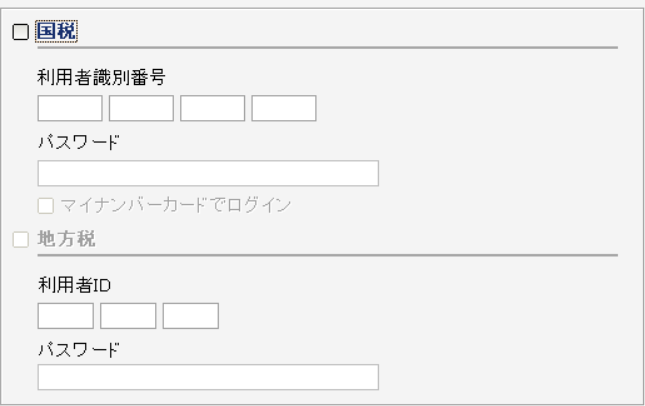 国税
利用者識別番号
パスワード
マイナンバーカードでログイン
地方税
利用者ID
パスワード